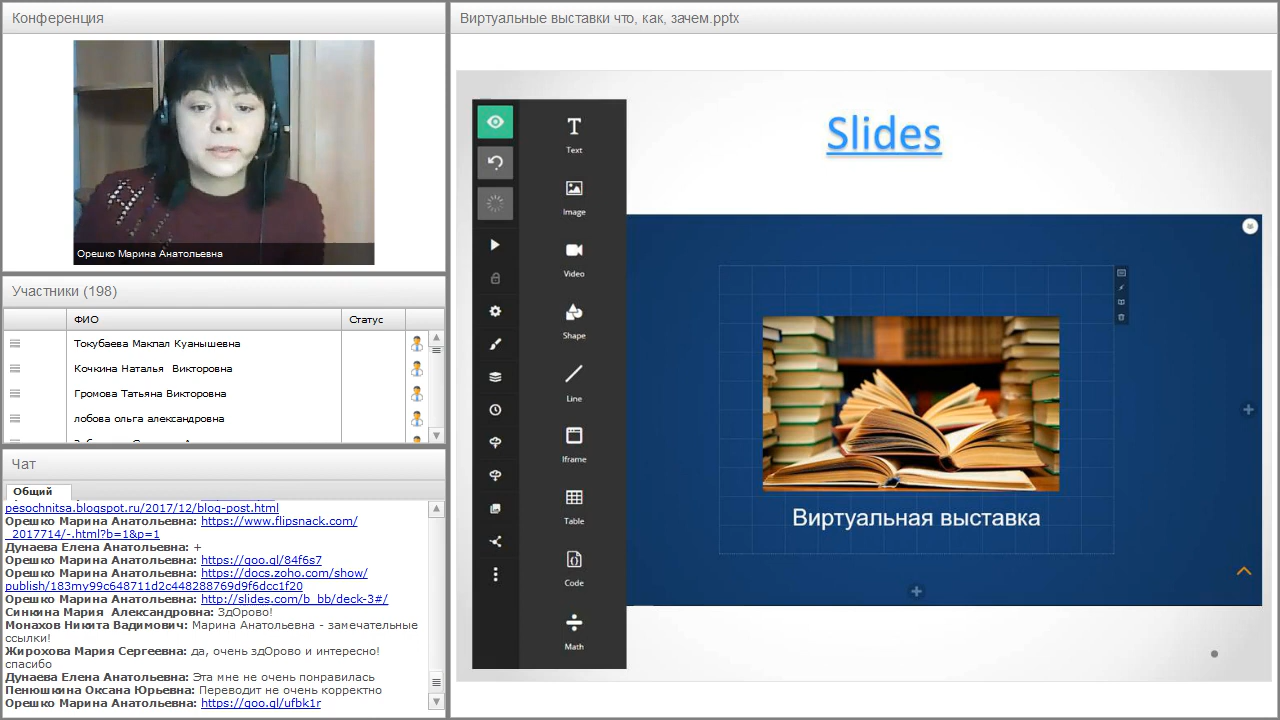 Конференция
Орешко Марина Анатольевна
Участники (198)
ФИО Статус
Токубаева Макпал Куанышевна
Кочкина Наталья Викторовна
Громова Татьяна Викторовна
лобова ольга александровна
Чат
Общий
pesochnitsa.blogspot.ru/2017/12/blog-post.html
Орешко Марина Анатольевна: https://www.flipsnack.com/
_2017714/-.html?b=1&p=1
Дунаева Елена Анатольевна: +
Орешко Марина Анатольевна: https://goo.gl/84f6s7
Орешко Марина Анатольевна: https://docs.zoho.com/show/
publish/183mv99c648711d2c448288769d9f6dcc1f20
Орешко Марина Анатольевна: http://slides.com/b_bb/deck-3#/
Синкина Мария Александровна: ЗдОрово!
Монахов Никита Вадимович: Марина Анатольевна - замечательные
ссылки!
Жирохова Мария Сергеевна: да, очень здОрово и интересно!
спасибо
Дунаева Елена Анатольевна: Эта мне не очень понравилась
Пенюшкина Оксана Юрьевна: Переводит не очень корректно
Орешко Марина Анатольевна: https://goo.gl/ufbk1r
Виртуальные выставки что, как, зачем.pptx
Slides
Text
Image
Video
Shape
Line
Iframe
Table
Code
Math
Виртуальная выставка